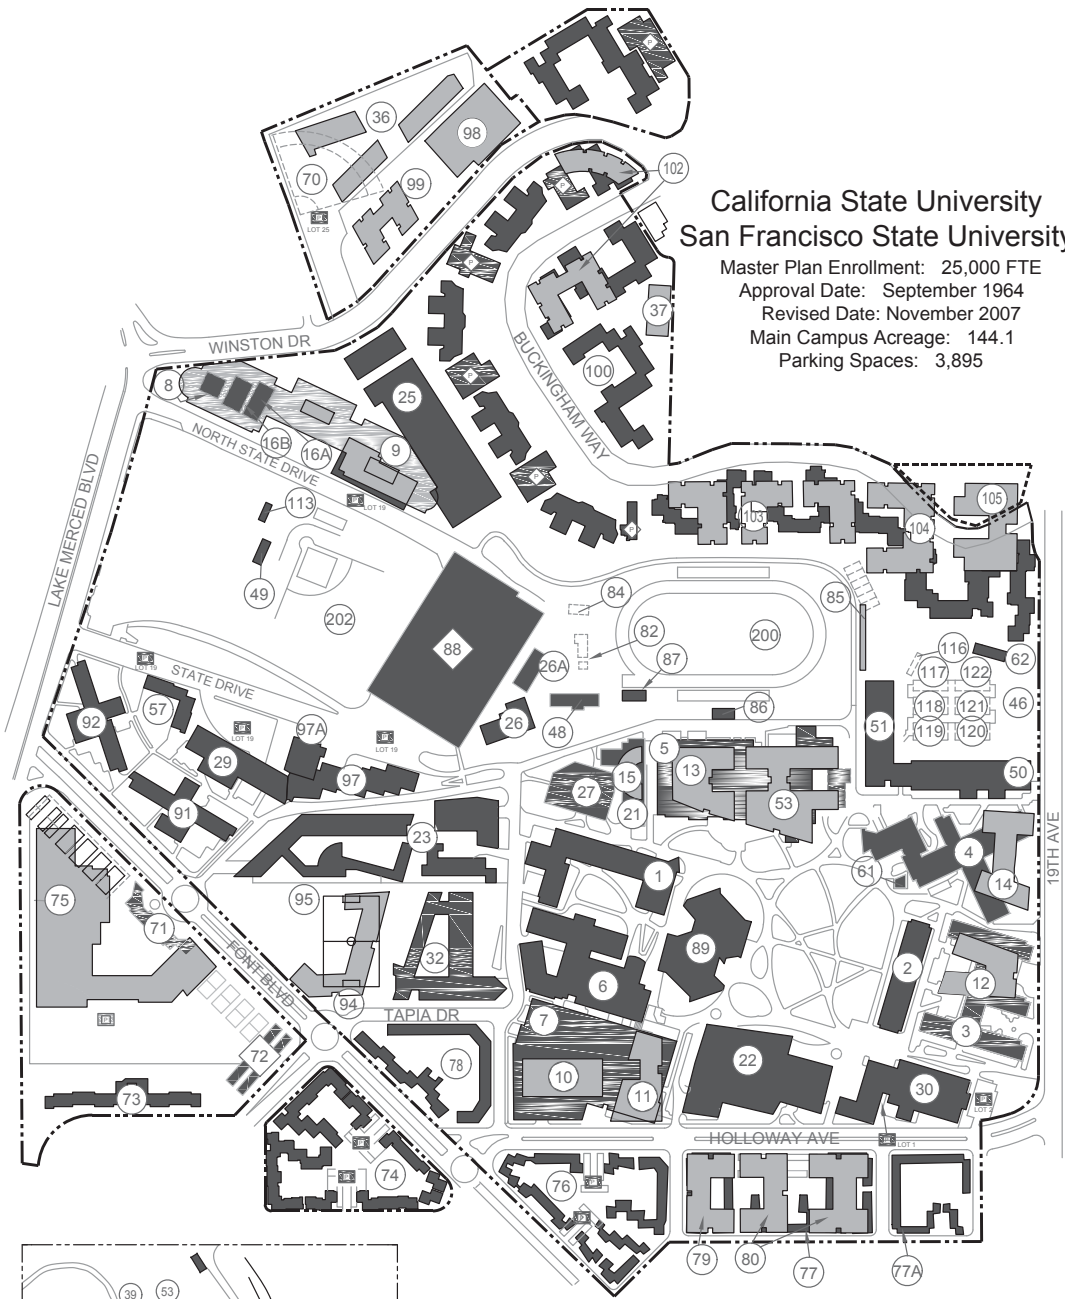 California State University
San Francisco State University
Master Plan Enrollment: 25,000 FTE
Approval Date: September 1964
Revised Date: November 2007
Main Campus Acreage: 144.1
Parking Spaces: 3,895
P
36
98
70
99
P LOT 25
102
P
P
37
WINSTON DR
BUCKINGHAM WAY
100
8
25
P
16B
16A
9
NORTH STATE DRIVE
P LOT 19
LAKE MERCED BLVD
P
113
P
103
104
105
49
202
84
85
88
82
200
116
62
26A
87
117
122
P LOT 19
STATE DRIVE
118
121
46
92
57
P LOT 19
97A
P LOT 19
26
48
86
51
119
120
29
5
15
13
97
27
53
50
91
21
23
19TH AVE
1
61
4
14
75
95
71
89
32
2
FONT BLVD
6
12
94
TAPIA DR
7
3
P
72
78
22
10
11
30
73
P LOT 2
HOLLOWAY AVE
P LOT 1
P
74
P
76
P
P
79
80
77
77A
39
53